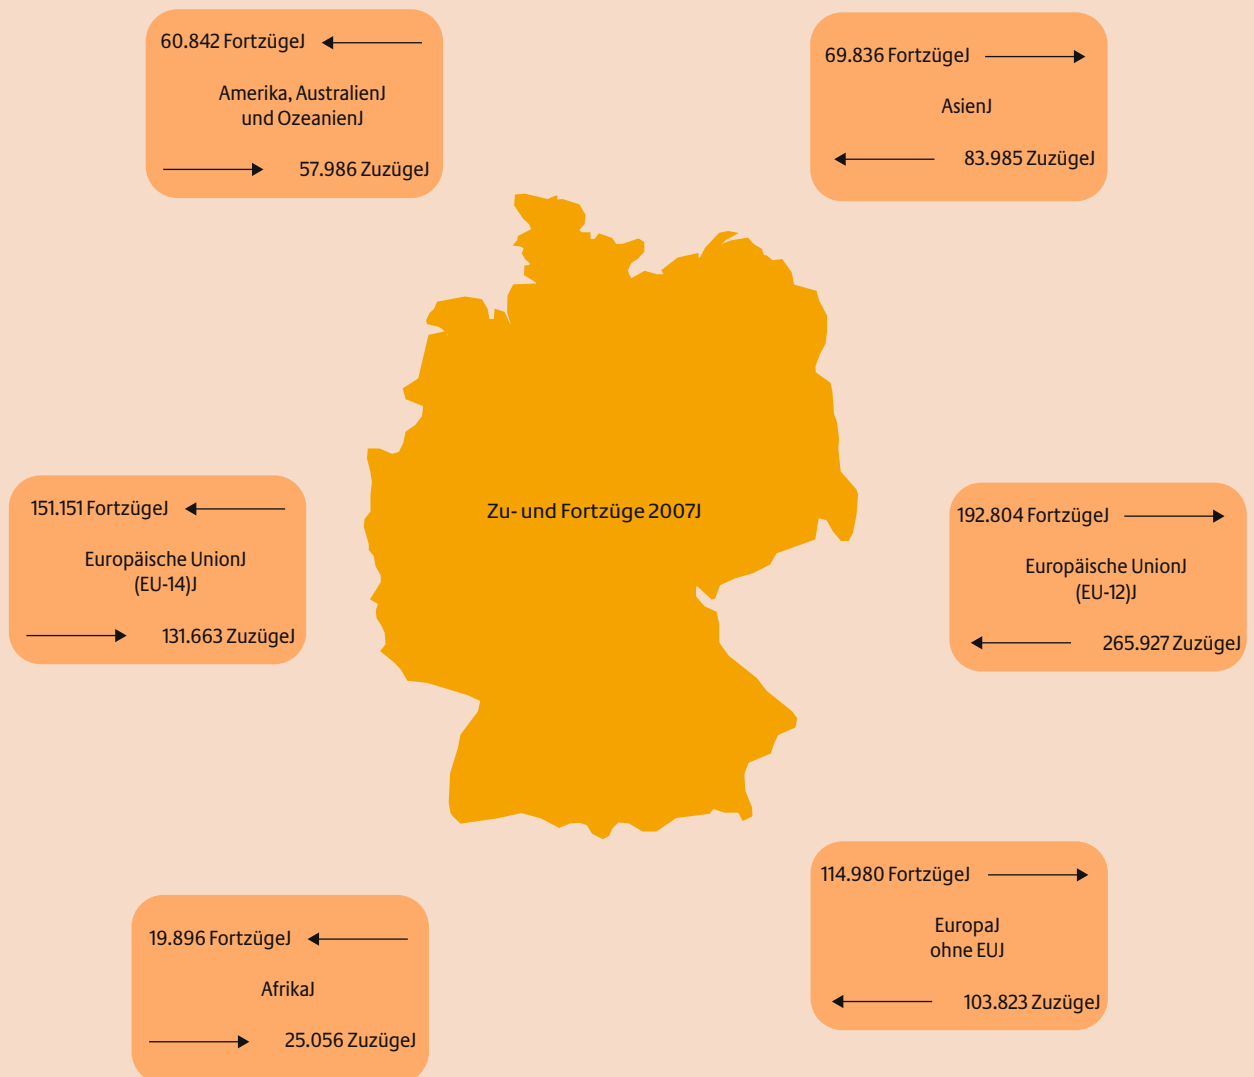 60.842 FortzügeJ
Amerika, AustralienJ
und OzeanienJ
57.986 ZuzügeJ
69.836 FortzügeJ
AsienJ
83.985 ZuzügeJ
151.151 FortzügeJ
Europäische UnionJ
(EU-14)J
131.663 ZuzügeJ
Zu- und Fortzüge 2007J
192.804 FortzügeJ
Europäische UnionJ
(EU-12)J
265.927 ZuzügeJ
19.896 FortzügeJ
AfrikaJ
25.056 ZuzügeJ
114.980 FortzügeJ
EuropaJ
ohne EUJ
103.823 ZuzügeJ